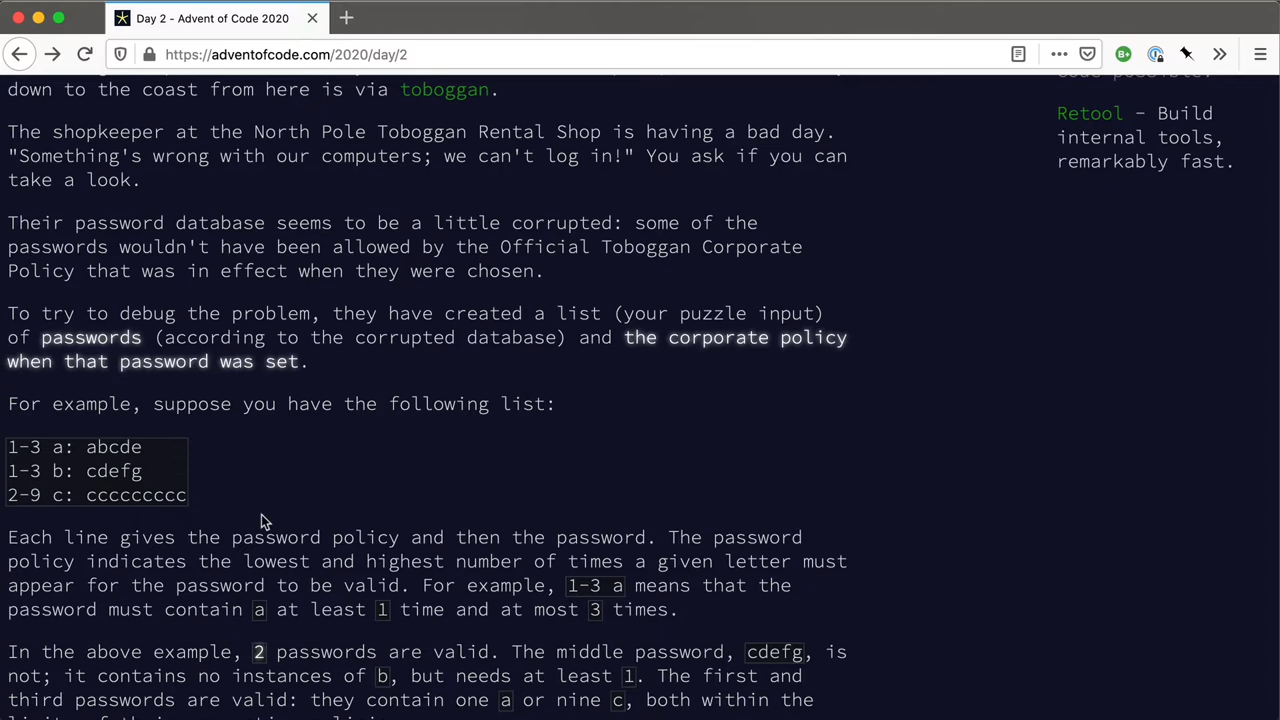 Day 2 - Advent of Code 2020
https://adventofcode.com/2020/day/2
down to the coast from here is via toboggan.
The shopkeeper at the North Pole Toboggan Rental Shop is having a bad day.
"Something's wrong with our computers; we can't log in!" You ask if you can
take a look.
Their password database seems to be a little corrupted: some of the
passwords wouldn't have been allowed by the Official Toboggan Corporate
Policy that was in effect when they were chosen.
To try to debug the problem, they have created a list (your puzzle input)
of passwords (according to the corrupted database) and the corporate policy
when that password was set.
For example, suppose you have the following list:
1-3 a: abcde
1-3 b: cdefg
2-9 c: ccccccccc
Each line gives the password policy and then the password. The password
policy indicates the lowest and highest number of times a given letter must
appear for the password to be valid. For example, 1-3 a means that the
password must contain a at least 1 time and at most 3 times.
In the above example, 2 passwords are valid. The middle password, cdefg, is
not; it contains no instances of b, but needs at least 1. The first and
third passwords are valid: they contain one a or nine c, both within the
Retool - Build
internal tools,
remarkably fast.